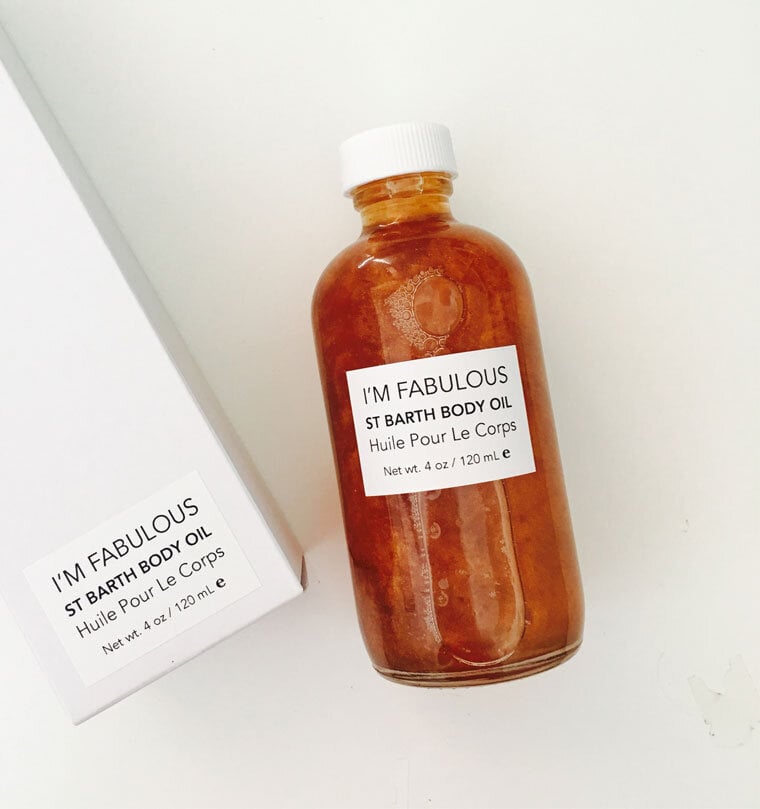 I'M FABULOUS
ST BARTH BODY OIL
Huile Pour Le Corps
Net wt. 4 oz / 120 mL e
I'M FABULOUS
ST BARTH BODY OIL
Huile Pour Le Corps
Net wt. 4 oz / 120 mL e